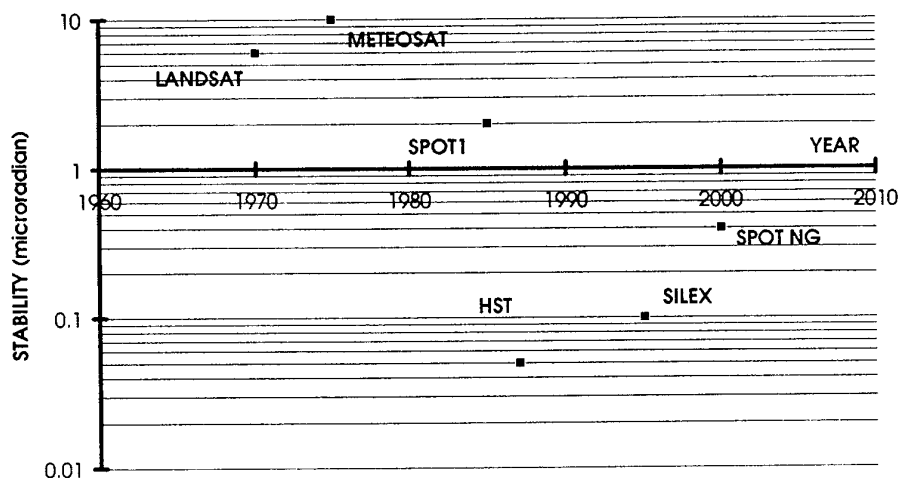 10
METEOSAT
LANDSAT
SPOT1
YEAR
1
1960 1970 1980 1990 2000 2010
SPOT NG
HST
SILEX
0.1
0.01
STABILITY (microradian)